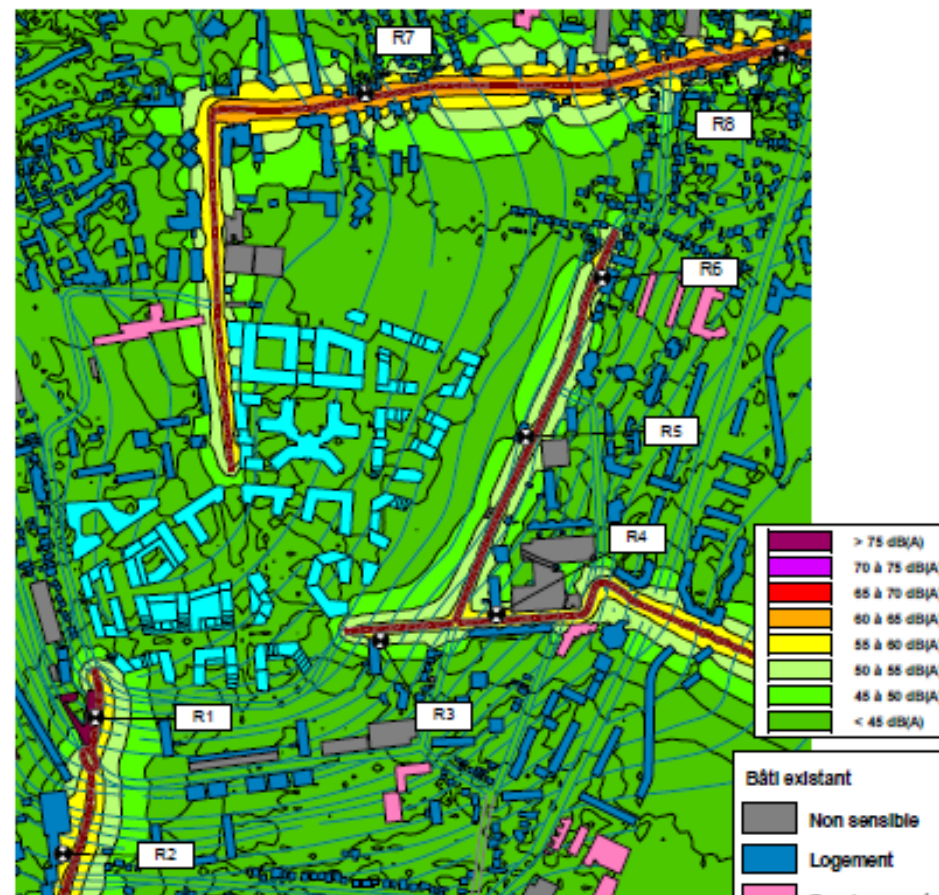 R7
R8
R6
R5
R4
> 75 dB(A)
70 à 75 dB(A)
65 à 70 dB(A)
60 à 65 dB(A)
55 à 60 dB(A)
50 à 55 dB(A)
45 à 50 dB(A)
< 45 dB(A)
R1
R3
R2
Bâti existant
Non sensible
Logement